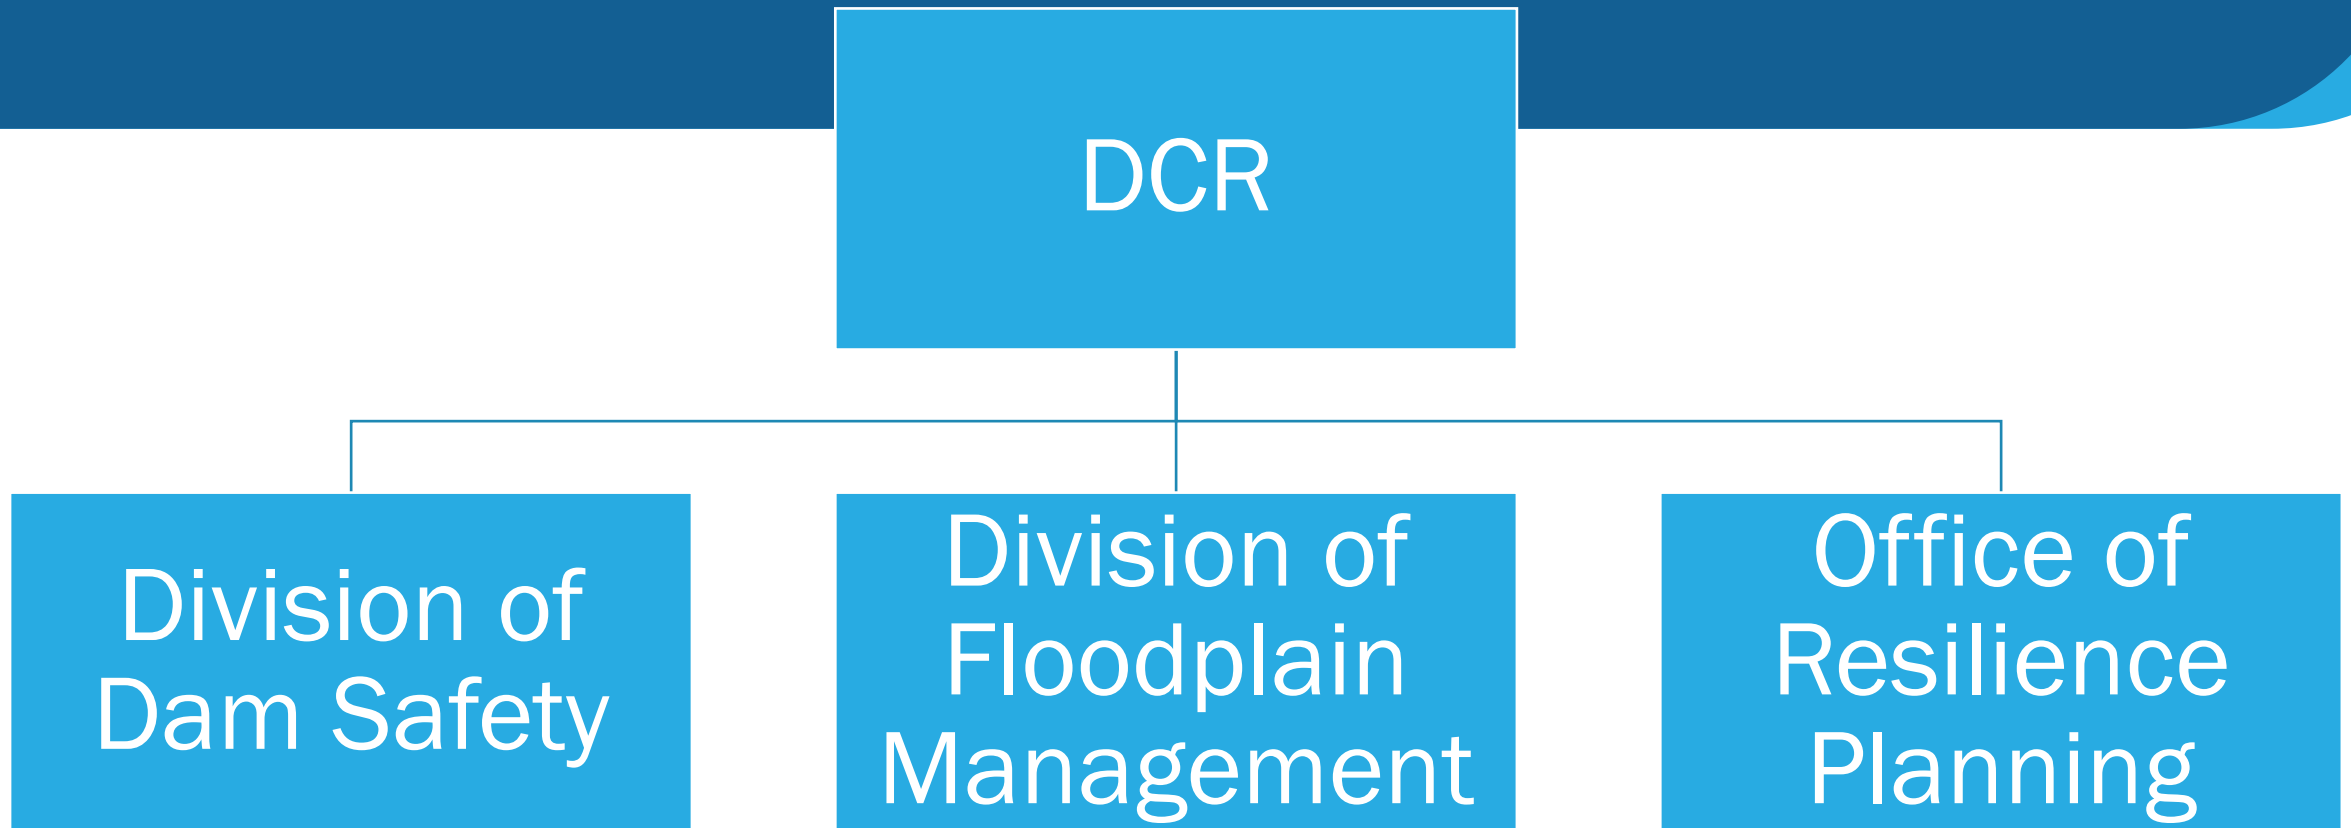 DCR
Division of
Dam Safety
Division of
Floodplain
Management
Office of
Resilience
Planning